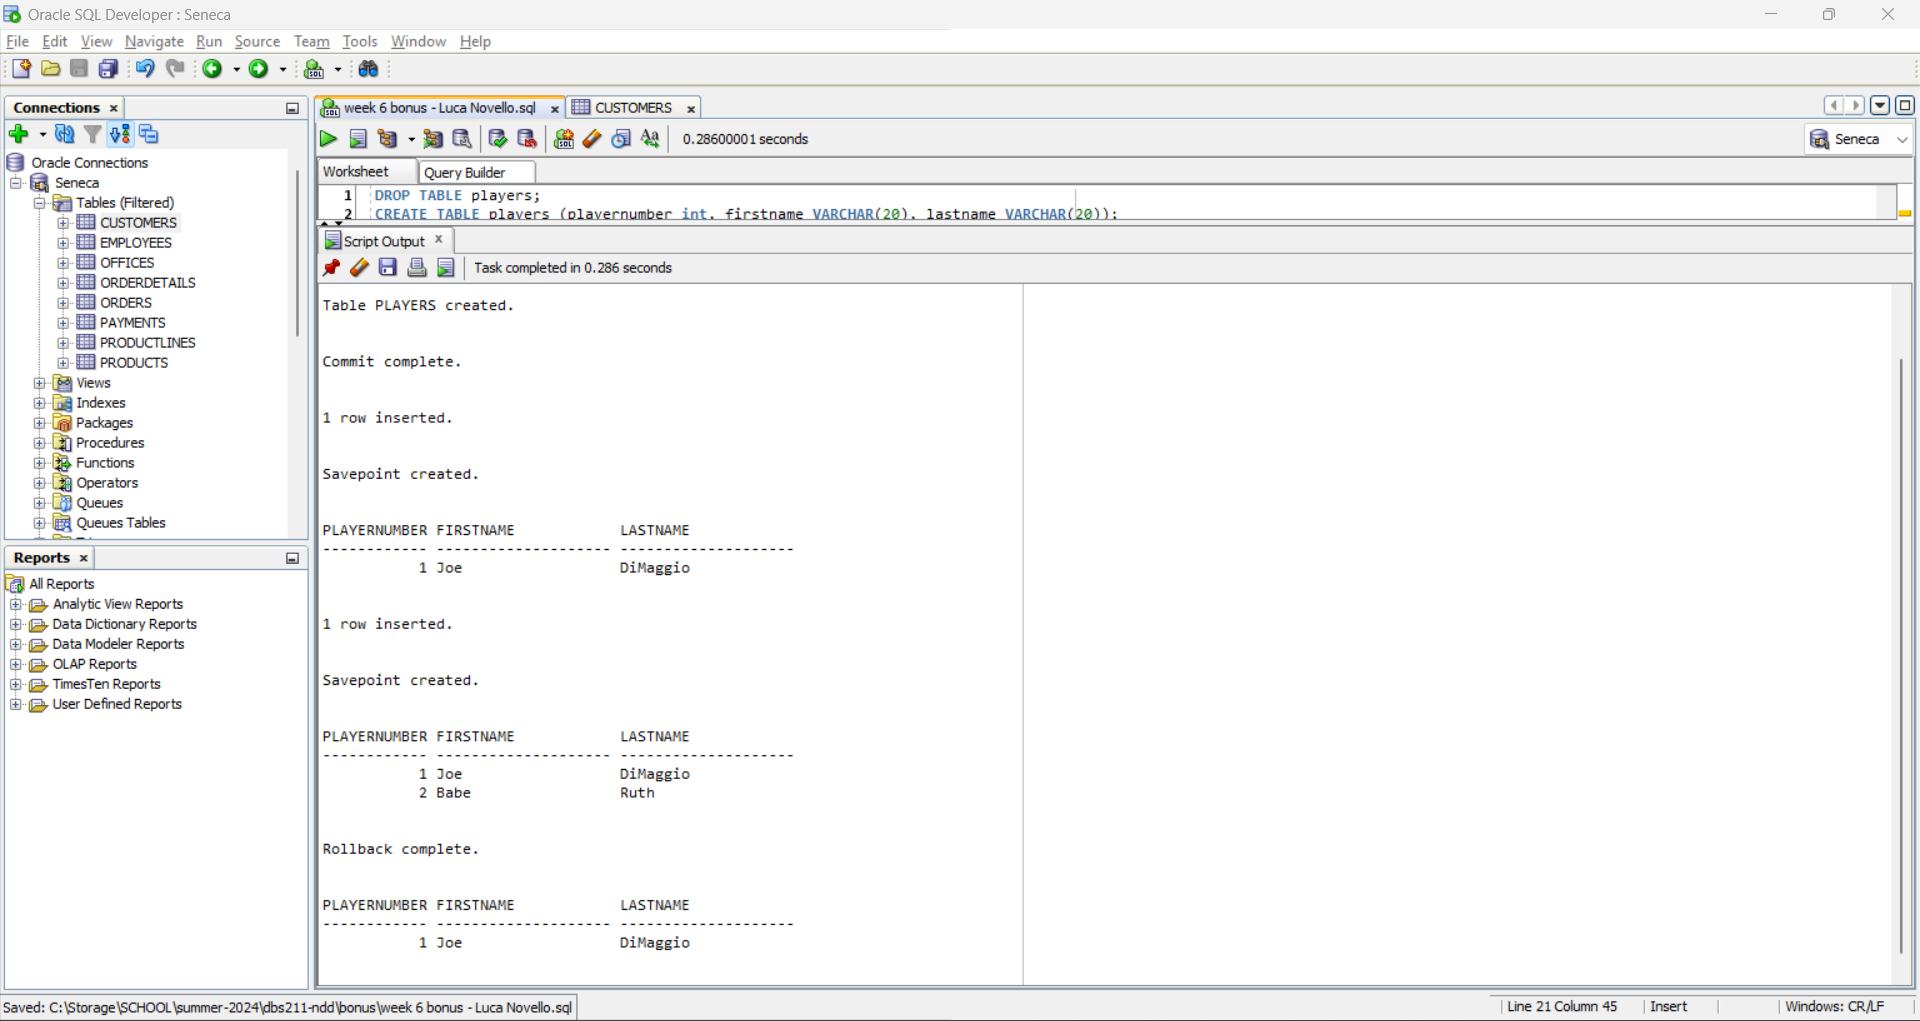 Oracle SQL Developer : Seneca
File Edit View Navigate Run Source Team Tools Window Help
Connections
Oracle Connections
Seneca
Tables (Filtered)
CUSTOMERS
EMPLOYEES
OFFICES
ORDERDETAILS
ORDERS
PAYMENTS
PRODUCTLINES
PRODUCTS
Views
Indexes
Packages
Procedures
Functions
Operators
Queues
Queues Tables
Reports
All Reports
Analytic View Reports
Data Dictionary Reports
Data Modeler Reports
OLAP Reports
TimesTen Reports
User Defined Reports
week 6 bonus - Luca Novello.sql CUSTOMERS
0.28600001 seconds
Seneca
Worksheet Query Builder
1 DROP TABLE players;
2 CREATE TABLE players (playernumber int, firstname VARCHAR(20), lastname VARCHAR(20));
Script Output
Task completed in 0.286 seconds
Table PLAYERS created.
Commit complete.
1 row inserted.
Savepoint created.
PLAYERNUMBER FIRSTNAME LASTNAME
------------ -------------------- --------------------
1 Joe DiMaggio
1 row inserted.
Savepoint created.
PLAYERNUMBER FIRSTNAME LASTNAME
------------ -------------------- --------------------
1 Joe DiMaggio
2 Babe Ruth
Rollback complete.
PLAYERNUMBER FIRSTNAME LASTNAME
------------ -------------------- --------------------
1 Joe DiMaggio
Saved: C:\Storage\SCHOOL\summer-2024\dbs211-ndd\bonus\week 6 bonus - Luca Novello.sql
Line 21 Column 45 Insert Windows: CR/LF